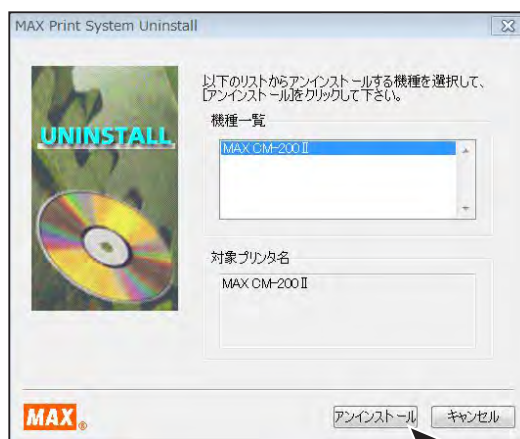 MAX Print System Uninstall
以下のリストからアンインストールする機種を選択して、
[アンインストール]をクリックして下さい。
UNINSTALL
機種一覧
MAX CM-200Ⅱ
対象プリンタ名
MAX CM-200Ⅱ
MAX®
アンインストール
キャンセル